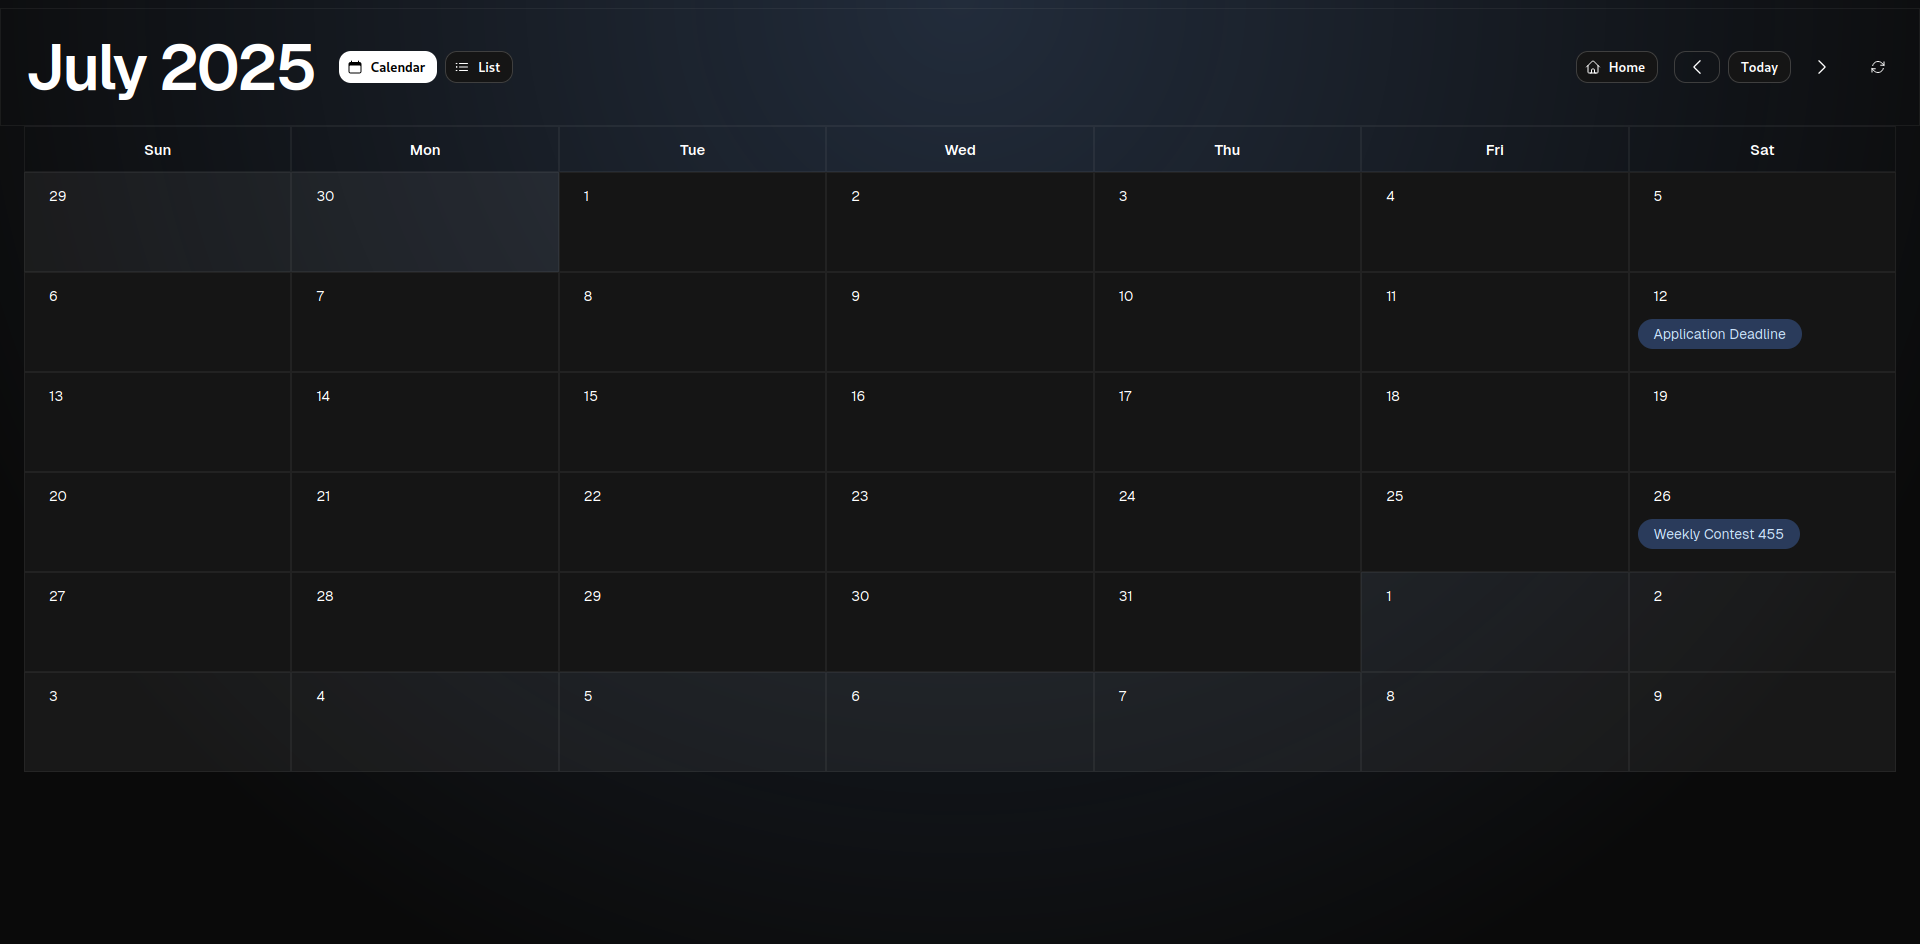 July 2025 Calendar List Home Today
Sun Mon Tue Wed Thu Fri Sat
29 30 1 2 3 4 5
6 7 8 9 10 11 12
Application Deadline
13 14 15 16 17 18 19
20 21 22 23 24 25 26
Weekly Contest 455
27 28 29 30 31 1 2
3 4 5 6 7 8 9